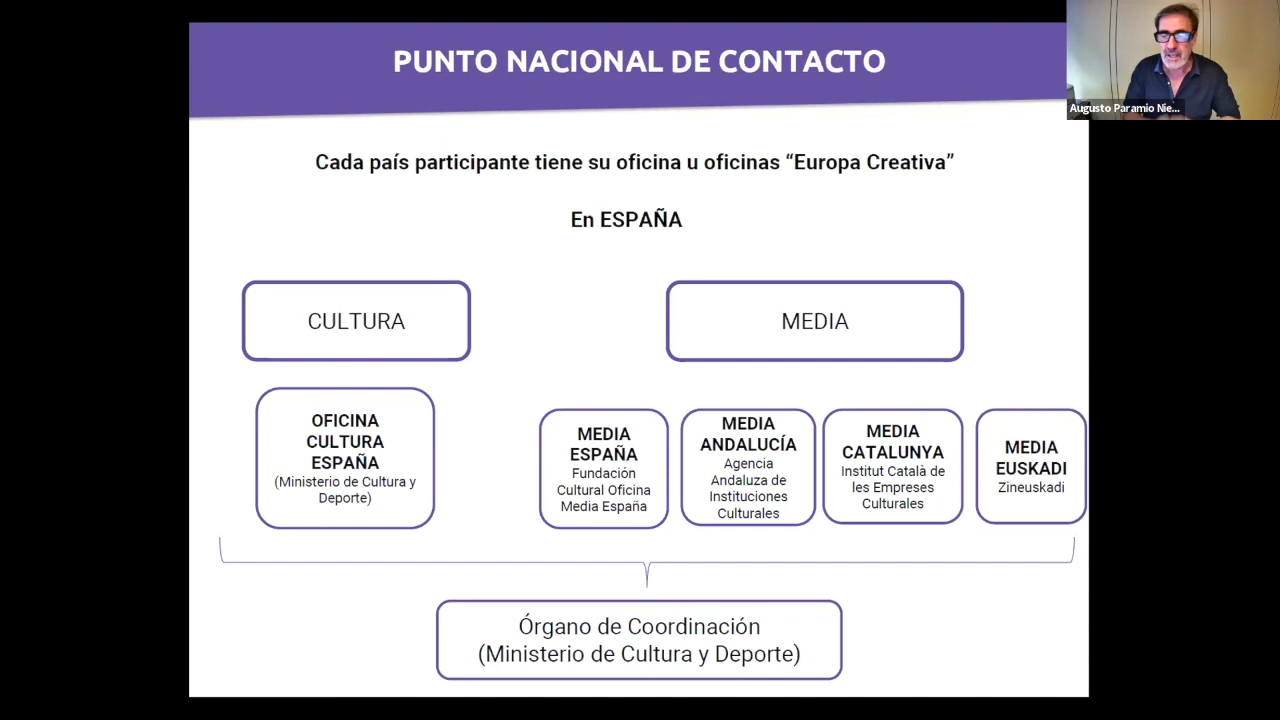 PUNTO NACIONAL DE CONTACTO
Augusto Paramio Nie...
Cada país participante tiene su oficina u oficinas “Europa Creativa”
En ESPAÑA
CULTURA
MEDIA
OFICINA
CULTURA
ESPAÑA
(Ministerio de Cultura y
Deporte)
MEDIA
ESPAÑA
Fundación
Cultural Oficina
Media España
MEDIA
ANDALUCÍA
Agencia
Andaluza de
Instituciones
Culturales
MEDIA
CATALUNYA
Institut Català de
les Empreses
Culturales
MEDIA
EUSKADI
Zineuskadi
Órgano de Coordinación
(Ministerio de Cultura y Deporte)